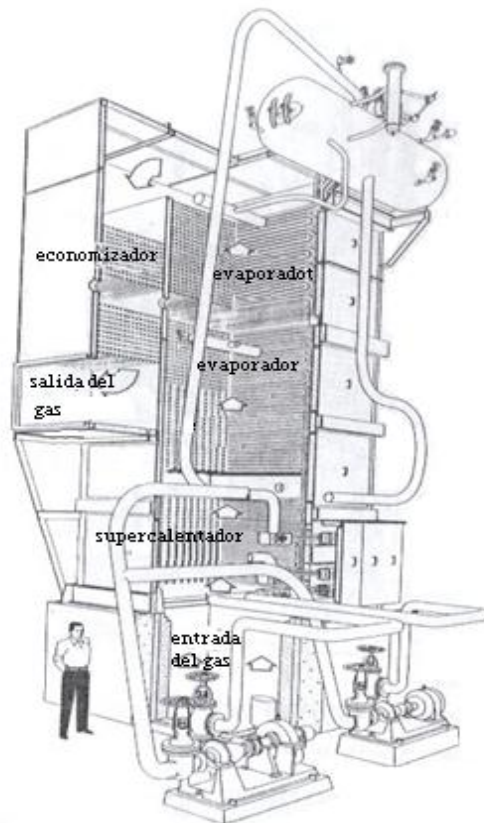 economizador
evaporadot
evaporador
salida del
gas
supercalentador
entrada
del gas